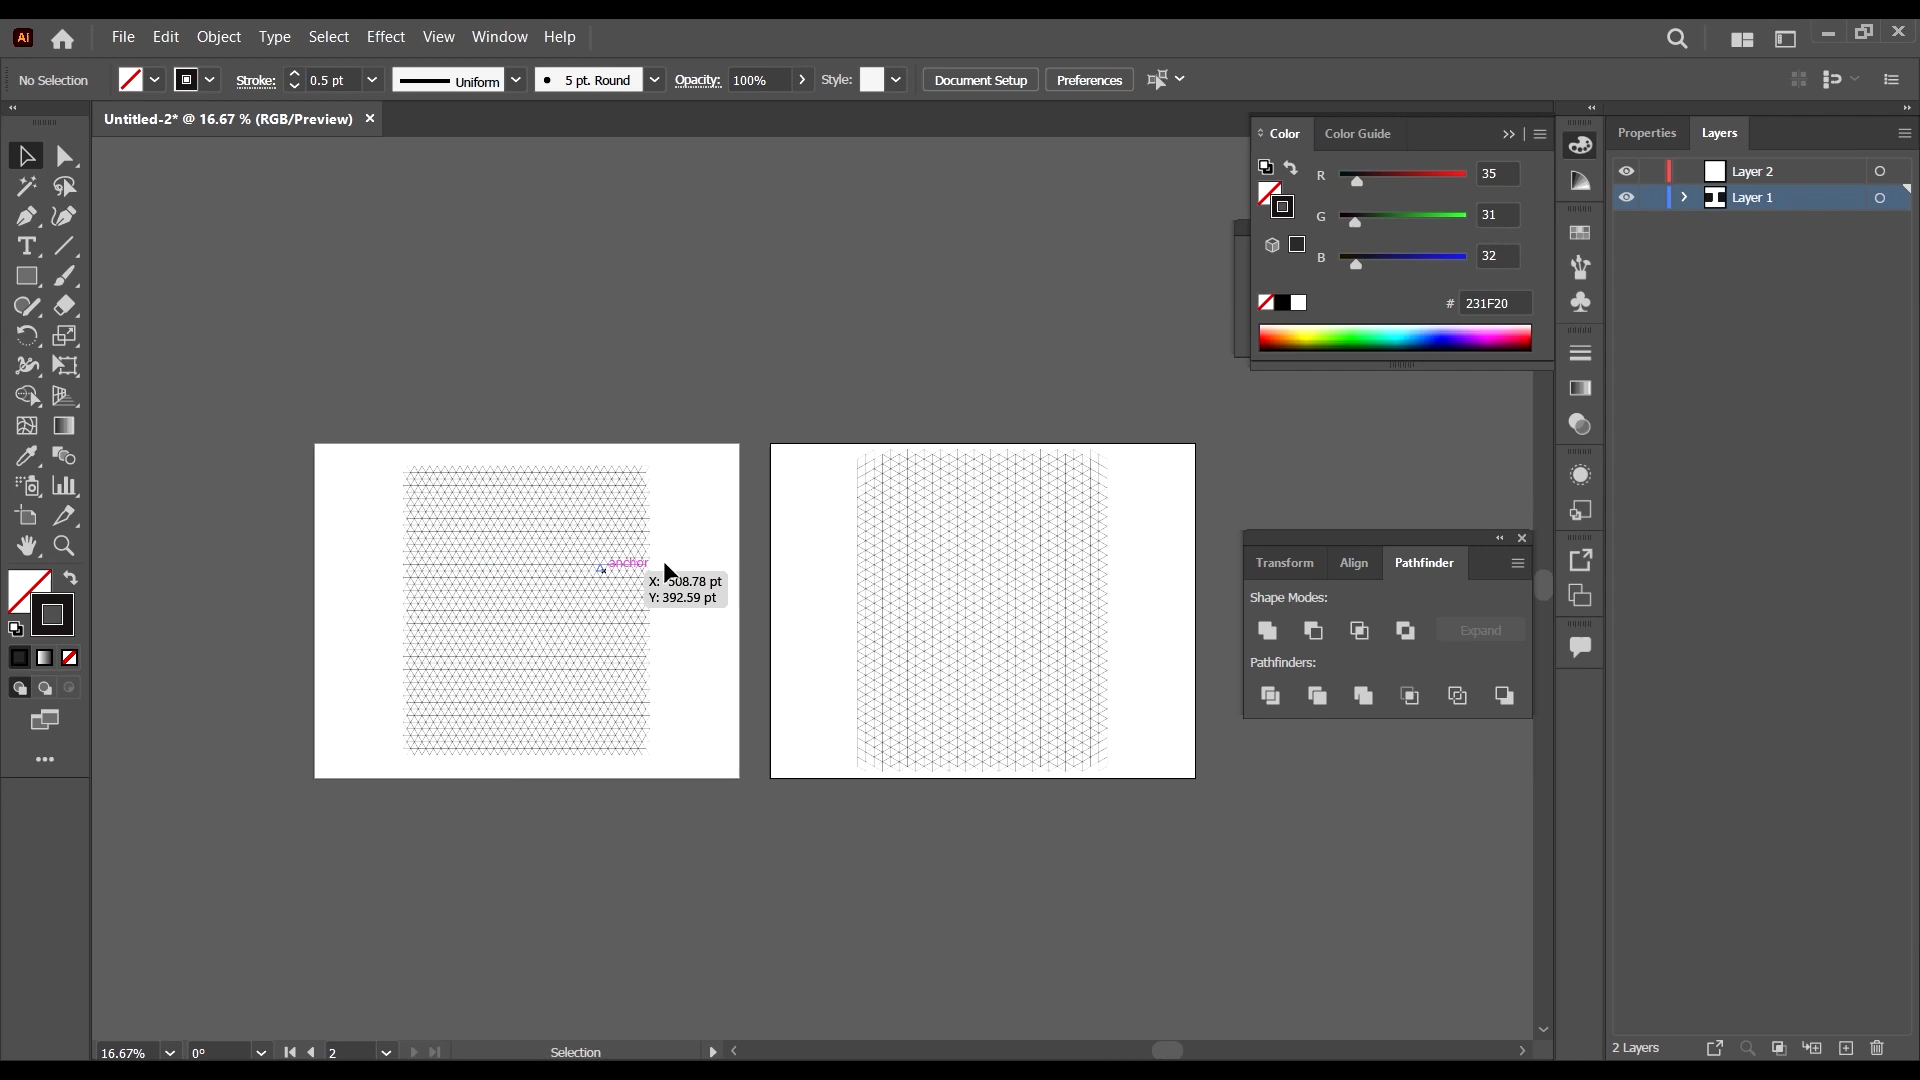 Ai File Edit Object Type Select Effect View Window Help
No Selection Stroke: 0.5 pt Uniform 5 pt. Round Opacity: 100% Style: Document Setup Preferences
Untitled-2* @ 16.67 % (RGB/Preview)
Color Color Guide
R 35
G 31
B 32
# 231F20
Properties Layers
Layer 2
Layer 1
anchor
X: 508.78 pt
Y: 392.59 pt
Transform Align Pathfinder
Shape Modes:
Expand
Pathfinders:
16.67% 0° 2 Selection
2 Layers